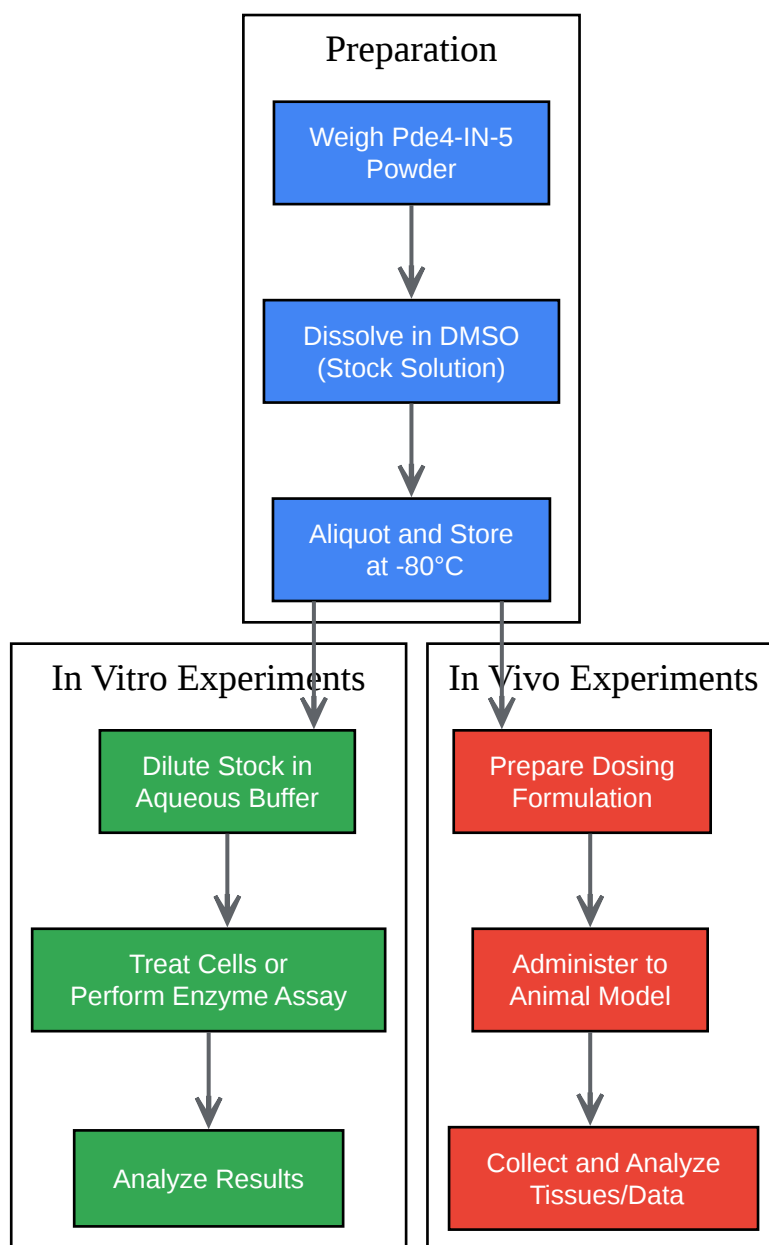 Preparation
Weigh Pde4-IN-5
Powder
Dissolve in DMSO
(Stock Solution)
Aliquot and Store
at -80°C
In Vitro Experiments
Dilute Stock in
Aqueous Buffer
Treat Cells or
Perform Enzyme Assay
Analyze Results
In Vivo Experiments
Prepare Dosing
Formulation
Administer to
Animal Model
Collect and Analyze
Tissues/Data